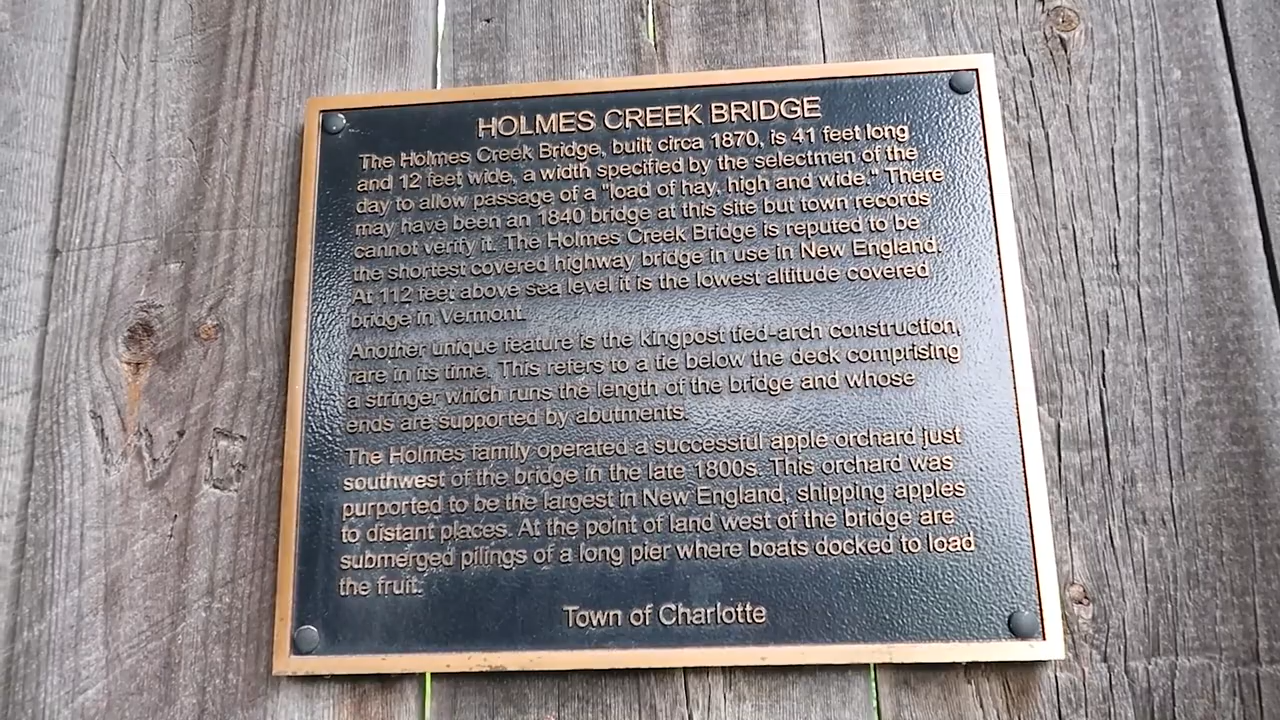 HOLMES CREEK BRIDGE
The Holmes Creek Bridge, built circa 1870, is 41 feet long
and 12 feet wide, a width specified by the selectmen of the
day to allow passage of a "load of hay, high and wide." There
may have been an 1840 bridge at this site but town records
cannot verify it. The Holmes Creek Bridge is reputed to be
the shortest covered highway bridge in use in New England.
At 112 feet above sea level it is the lowest altitude covered
bridge in Vermont.
Another unique feature is the kingpost tied-arch construction,
rare in its time. This refers to a tie below the deck comprising
a stringer which runs the length of the bridge and whose
ends are supported by abutments.
The Holmes family operated a successful apple orchard just
southwest of the bridge in the late 1800s. This orchard was
purported to be the largest in New England, shipping apples
to distant places. At the point of land west of the bridge are
submerged pilings of a long pier where boats docked to load
the fruit.
Town of Charlotte